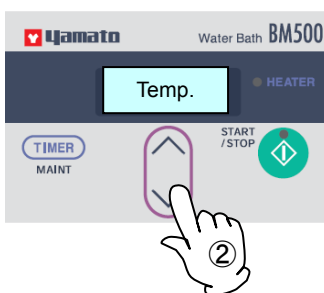 yamato
Water Bath BM500
Temp.
HEATER
TIMER
MAINT
START
/STOP
②